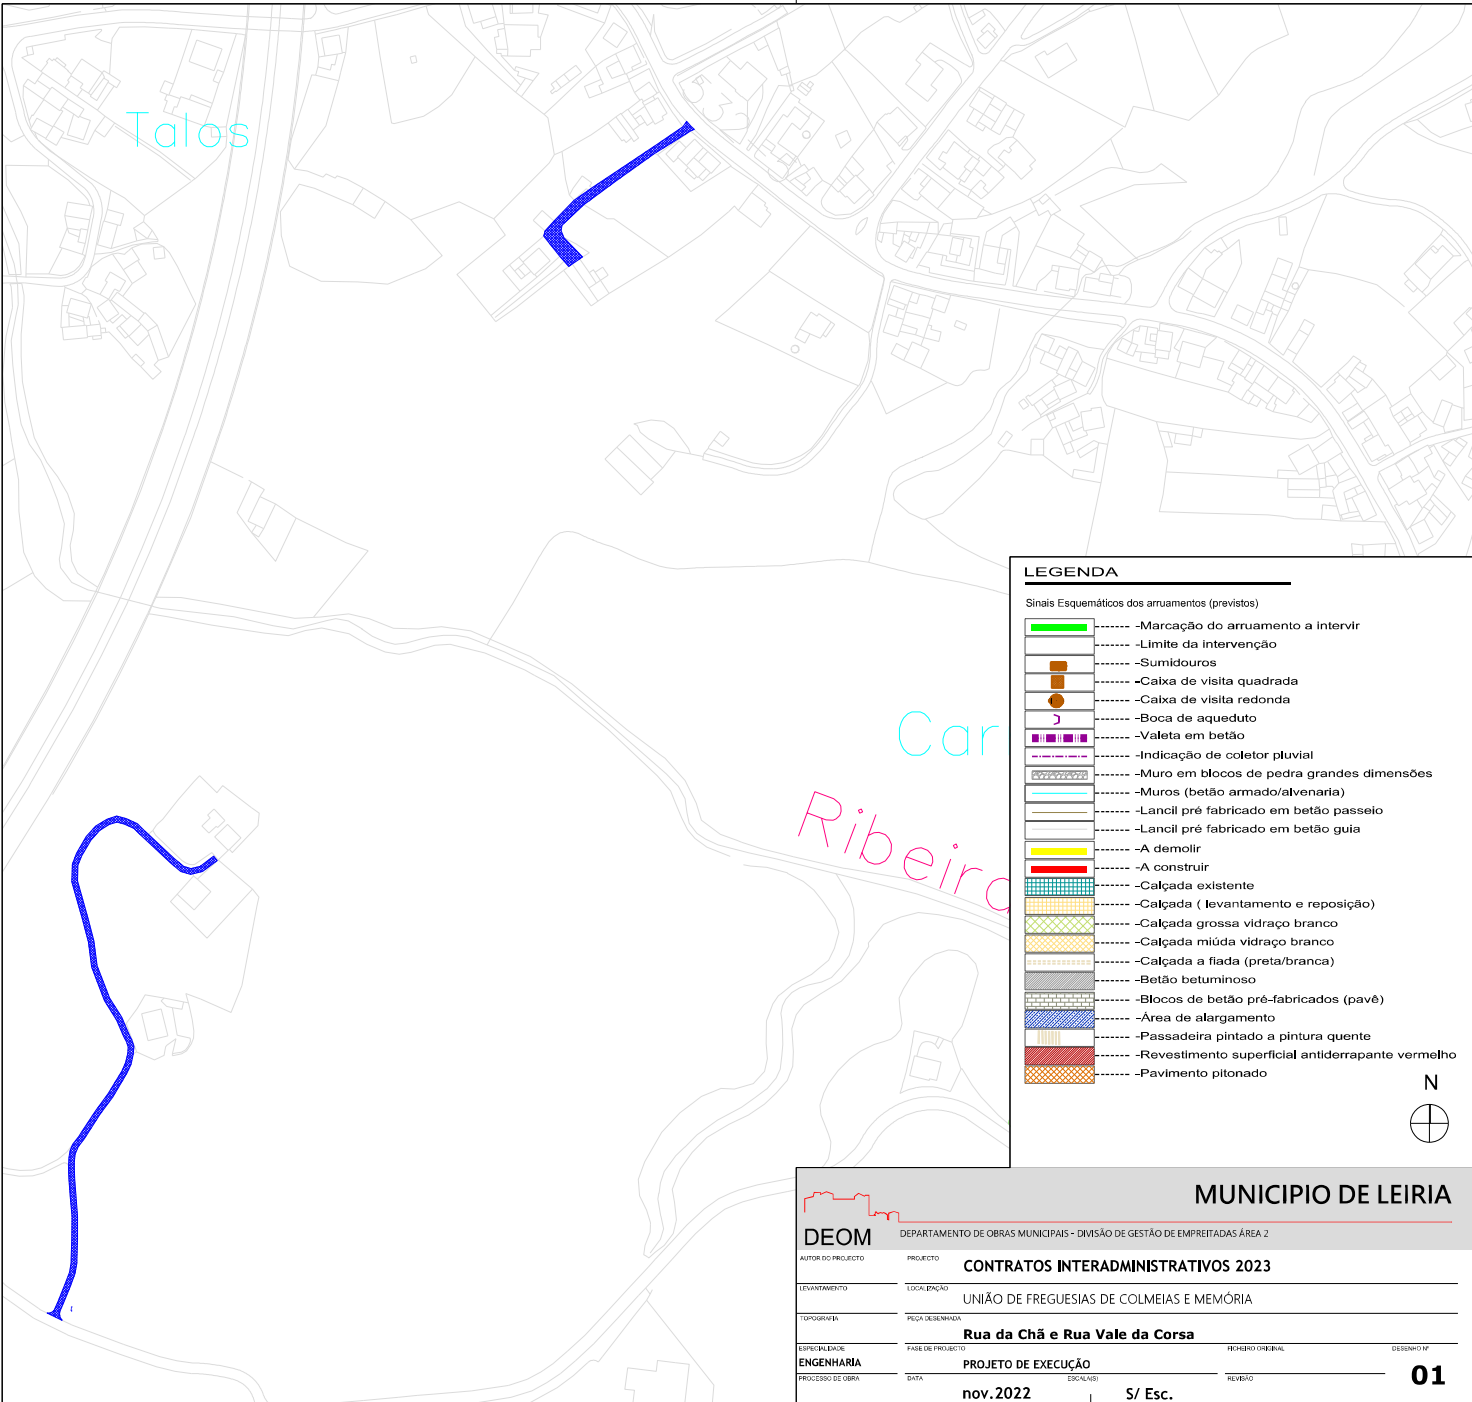 Talos
532
Car
Ribeira
LEGENDA
Sinais Esquemáticos dos arruamentos (previstos)
-Marcação do arruamento a intervir
-Limite da intervenção
-Sumidouros
-Caixa de visita quadrada
-Caixa de visita redonda
-Boca de aqueduto
-Valeta em betão
-Indicação de coletor pluvial
-Muro em blocos de pedra grandes dimensões
-Muros (betão armado/alvenaria)
-Lancil pré fabricado em betão passeio
-Lancil pré fabricado em betão guia
-A demolir
-A construir
-Calçada existente
-Calçada ( levantamento e reposição)
-Calçada grossa vidraço branco
-Calçada miúda vidraço branco
-Calçada a fiada (preta/branca)
-Betão betuminoso
-Blocos de betão pré-fabricados (pavê)
-Área de alargamento
-Passadeira pintado a pintura quente
-Revestimento superficial antiderrapante vermelho
-Pavimento pitonado
N
MUNICIPIO DE LEIRIA
DEOM
DEPARTAMENTO DE OBRAS MUNICIPAIS - DIVISÃO DE GESTÃO DE EMPREITADAS ÁREA 2
AUTOR DO PROJECTO
PROJECTO
CONTRATOS INTERADMINISTRATIVOS 2023
LEVANTAMENTO
LOCALIZAÇÃO
UNIÃO DE FREGUESIAS DE COLMEIAS E MEMÓRIA
TOPOGRAFIA
PEÇA DESENHADA
Rua da Chã e Rua Vale da Corsa
ESPECIALIDADE
ENGENHARIA
FASE DE PROJECTO
PROJETO DE EXECUÇÃO
FICHEIRO ORIGINAL
DESENHO Nº
01
PROCESSO DE OBRA
DATA
nov.2022
ESCALA(S)
S/ Esc.
REVISÃO